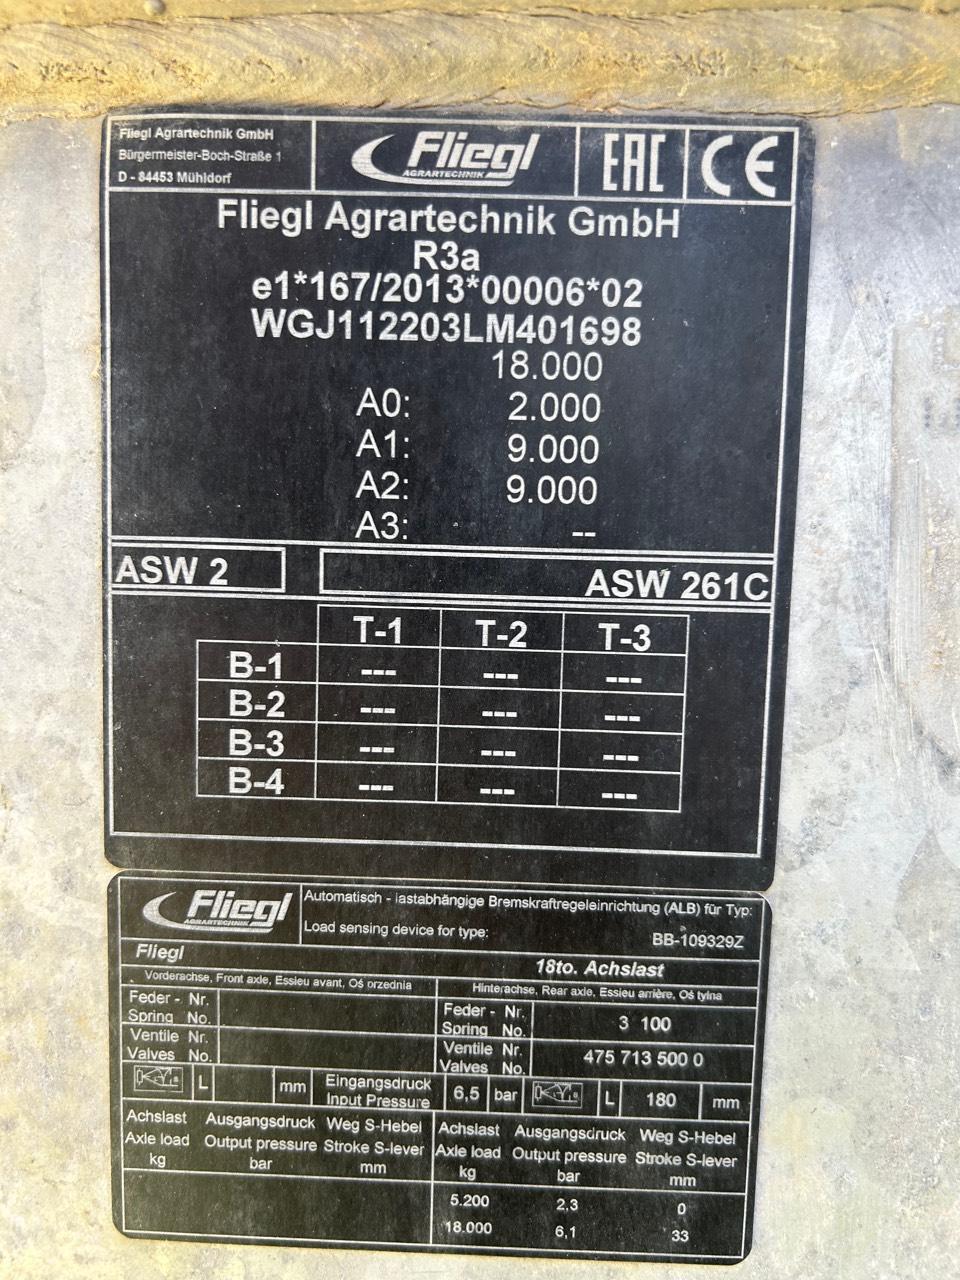 Fliegl Agrartechnik GmbH
Bürgermeister-Boch-Straße 1
D - 84453 Mühldorf
Fliegl
AGRARTECHNIK
EAC
CE
Fliegl Agrartechnik GmbH
R3a
e1*167/2013*00006*02
WGJ112203LM401698
18.000
A0: 2.000
A1: 9.000
A2: 9.000
A3: --
ASW 2 ASW 261C
T-1 T-2 T-3
B-1 --- --- ---
B-2 --- --- ---
B-3 --- --- ---
B-4 --- --- ---
Fliegl
AGRARTECHNIK
Automatisch - lastabhängige Bremskraftregeleinrichtung (ALB) für Typ:
Load sensing device for type: BB-109329Z
Fliegl 18to. Achslast
Vorderachse, Front axle, Essieu avant, Oś orzednia
Hinterachse, Rear axle, Essieu arrière, Oś tylna
Feder - Nr.
Spring No.
Feder - Nr.
Spring No.
3 100
Ventile Nr.
Valves No.
Ventile Nr.
Valves No.
475 713 500 0
L mm
Eingangsdruck
Input Pressure
6,5 bar
L 180 mm
Achslast Ausgangsdruck Weg S-Hebel
Axle load Output pressure Stroke S-lever
kg bar mm
Achslast Ausgangsdruck Weg S-Hebel
Axle load Output pressure Stroke S-lever
kg bar mm
5.200 2,3 0
18.000 6,1 33